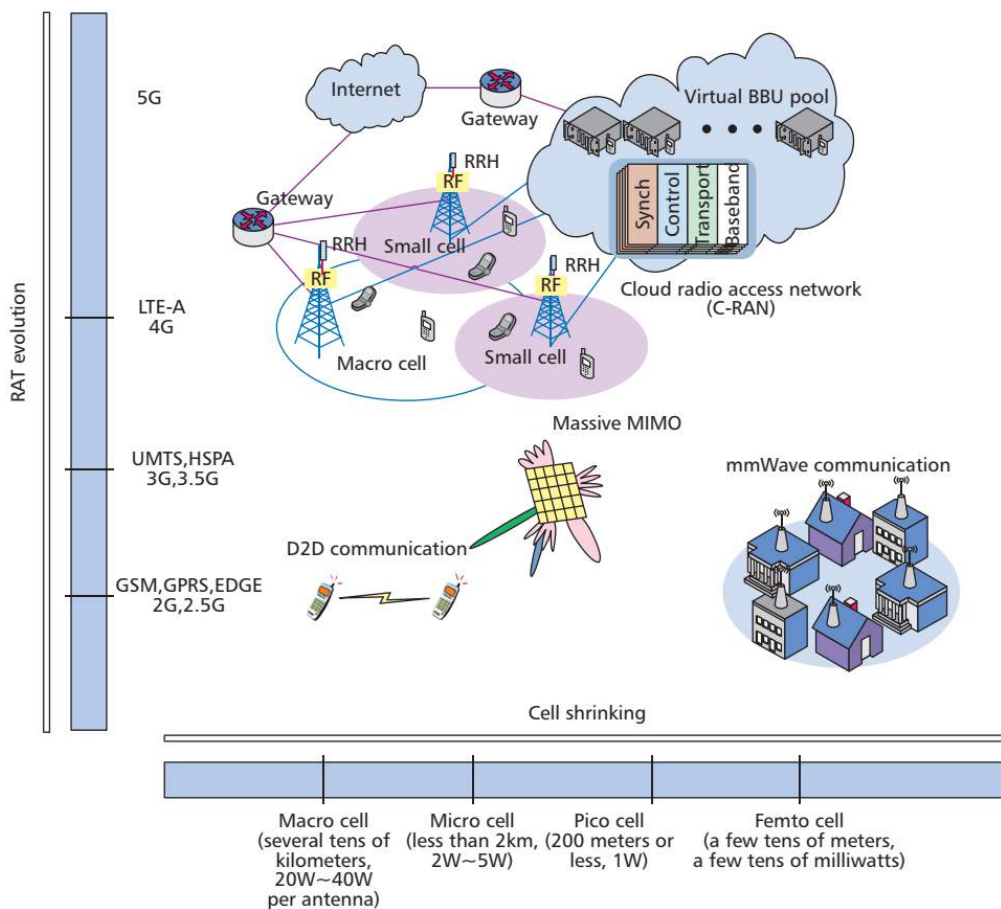 5G
Internet
Gateway
Virtual BBU pool
Synch
Control
Transport
Baseband
Cloud radio access network
(C-RAN)
Gateway
RRH
RF
Small cell
RRH
RF
RRH
RF
Macro cell
Small cell
LTE-A
4G
RAT evolution
UMTS,HSPA
3G,3.5G
GSM,GPRS,EDGE
2G,2.5G
Massive MIMO
D2D communication
mmWave communication
Cell shrinking
Macro cell
(several tens of
kilometers,
20W~40W
per antenna)
Micro cell
(less than 2km,
2W~5W)
Pico cell
(200 meters or
less, 1W)
Femto cell
(a few tens of meters,
a few tens of milliwatts)